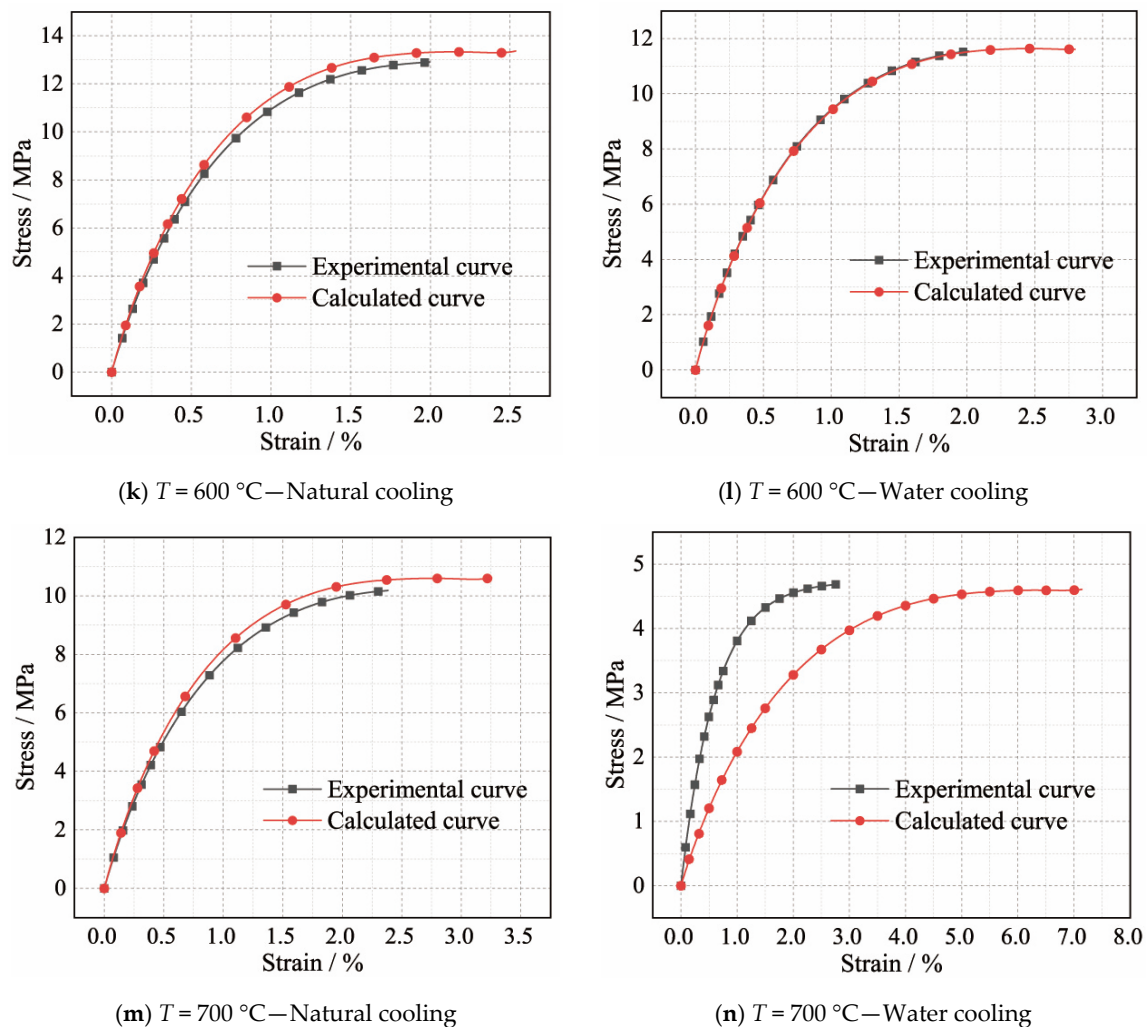 14
12
10
8
6
4
2
0
Stress / MPa
Experimental curve
Calculated curve
0.0 0.5 1.0 1.5 2.0 2.5
Strain / %
(k) T = 600 °C—Natural cooling
12
10
8
6
4
2
0
Stress / MPa
Experimental curve
Calculated curve
0.0 0.5 1.0 1.5 2.0 2.5 3.0
Strain / %
(l) T = 600 °C—Water cooling
12
10
8
6
4
2
0
Stress / MPa
Experimental curve
Calculated curve
0.0 0.5 1.0 1.5 2.0 2.5 3.0 3.5
Strain / %
(m) T = 700 °C—Natural cooling
5
4
3
2
1
0
Stress / MPa
Experimental curve
Calculated curve
0.0 1.0 2.0 3.0 4.0 5.0 6.0 7.0 8.0
Strain / %
(n) T = 700 °C—Water cooling